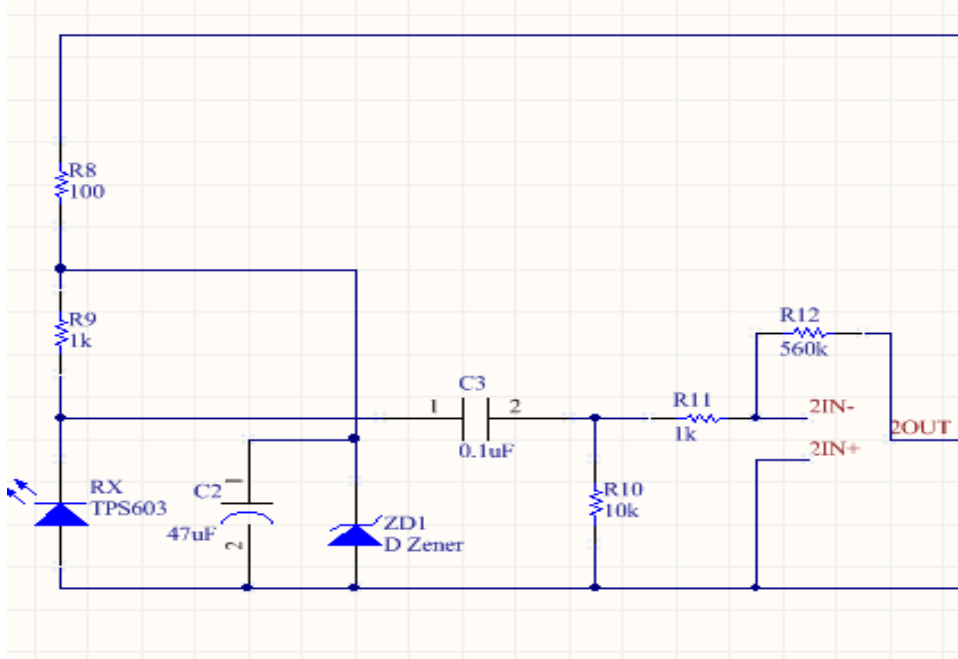 R8
100
R9
1k
R12
560k
C3
1
2
0.1uF
R11
1k
2IN-
2OUT
2IN+
RX
TPS603
C2
1
47uF
2
R10
10k
ZD1
D Zener